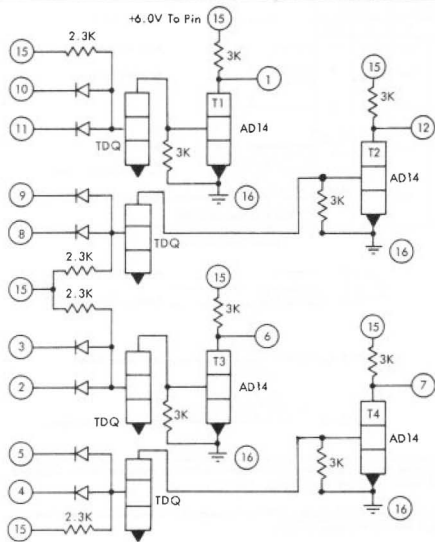 +6.0V To Pin
15
2.3K
15
3K
10
1
15
11
T1
3K
TDQ
AD14
12
3K
T2
9
16
AD14
8
3K
TDQ
2.3K
16
15
2.3K
15
3K
3
6
15
2
T3
3K
TDQ
AD14
7
3K
T4
5
16
AD14
4
3K
15
2.3K
TDQ
16